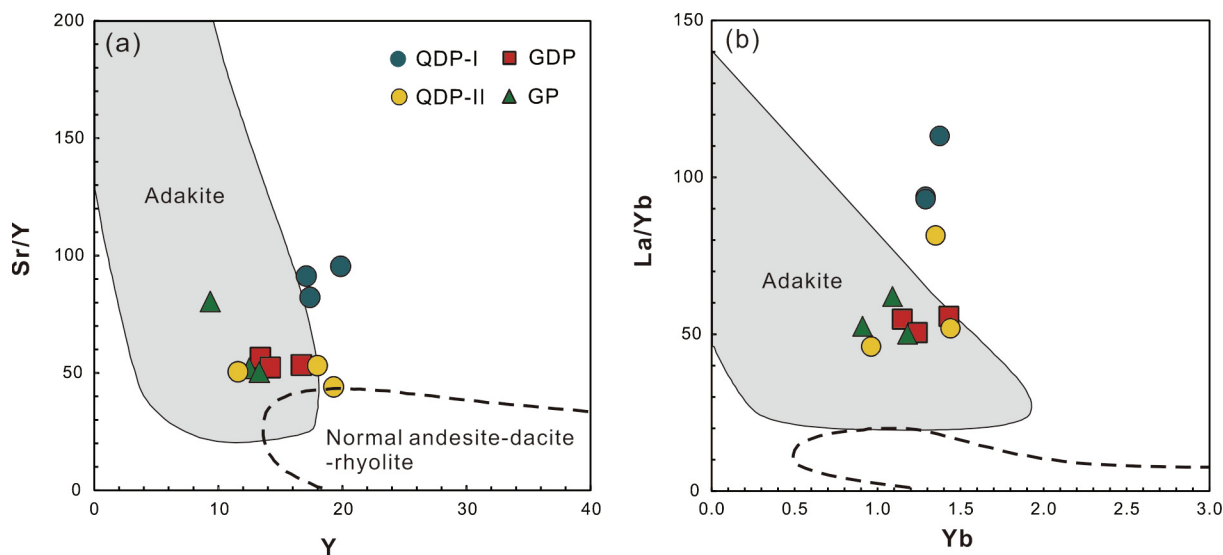 (a)
QDP-I
GDP
QDP-II
GP
Adakite
Normal andesite-dacite
-rhyolite
200
150
100
50
0
0
10
20
30
40
Sr/Y
Y
(b)
Adakite
150
100
50
0
0.0
0.5
1.0
1.5
2.0
2.5
3.0
La/Yb
Yb